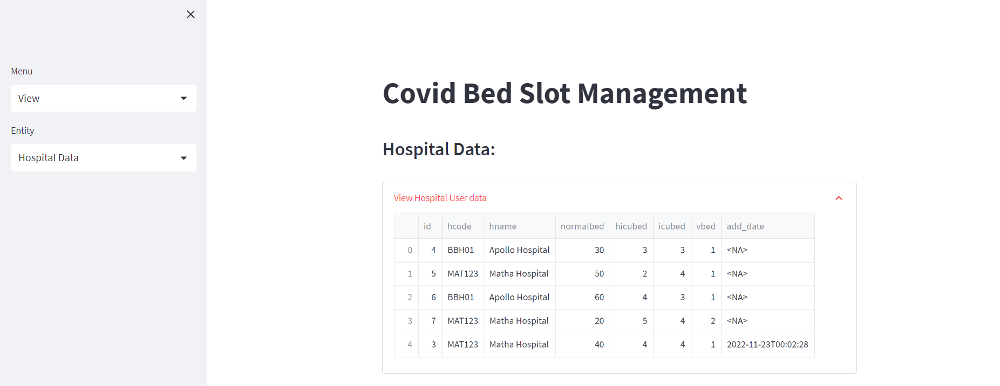 Menu
View
Entity
Hospital Data
Covid Bed Slot Management
Hospital Data:
View Hospital User data
id hcode hname normalbed hicubed icubed vbed add_date
0 4 BBH01 Apollo Hospital 30 3 3 1 <NA>
1 5 MAT123 Matha Hospital 50 2 4 1 <NA>
2 6 BBH01 Apollo Hospital 60 4 3 1 <NA>
3 7 MAT123 Matha Hospital 20 5 4 2 <NA>
4 3 MAT123 Matha Hospital 40 4 4 1 2022-11-23T00:02:28